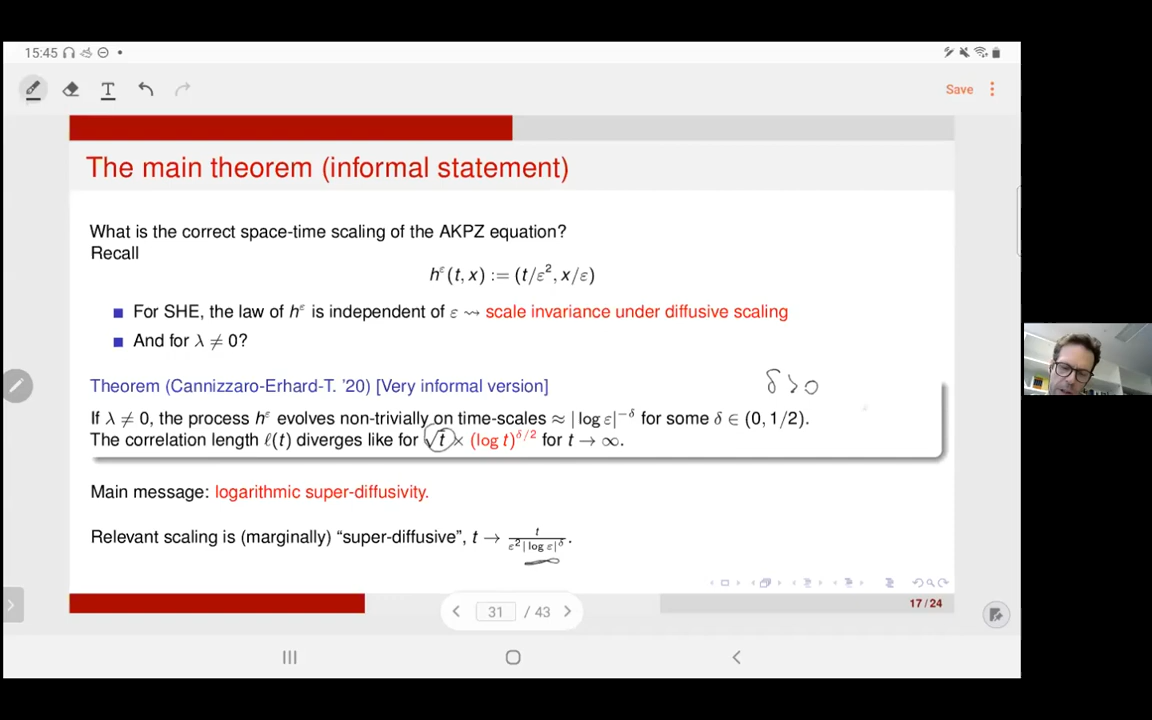 15:45
T
Save
The main theorem (informal statement)
What is the correct space-time scaling of the AKPZ equation?
Recall
h^ε(t, x) := (t/ε², x/ε)
For SHE, the law of h^ε is independent of ε ⇝ scale invariance under diffusive scaling
And for λ ≠ 0?
Theorem (Cannizzaro-Erhard-T. '20) [Very informal version]
δ > 0
If λ ≠ 0, the process h^ε evolves non-trivially on time-scales ≈ | log ε|^−δ for some δ ∈ (0, 1/2).
The correlation length ℓ(t) diverges like for √t × (log t)^δ/2 for t → ∞.
Main message: logarithmic super-diffusivity.
Relevant scaling is (marginally) “super-diffusive”, t → t / ε²| log ε|^δ.
17/24
31 / 43